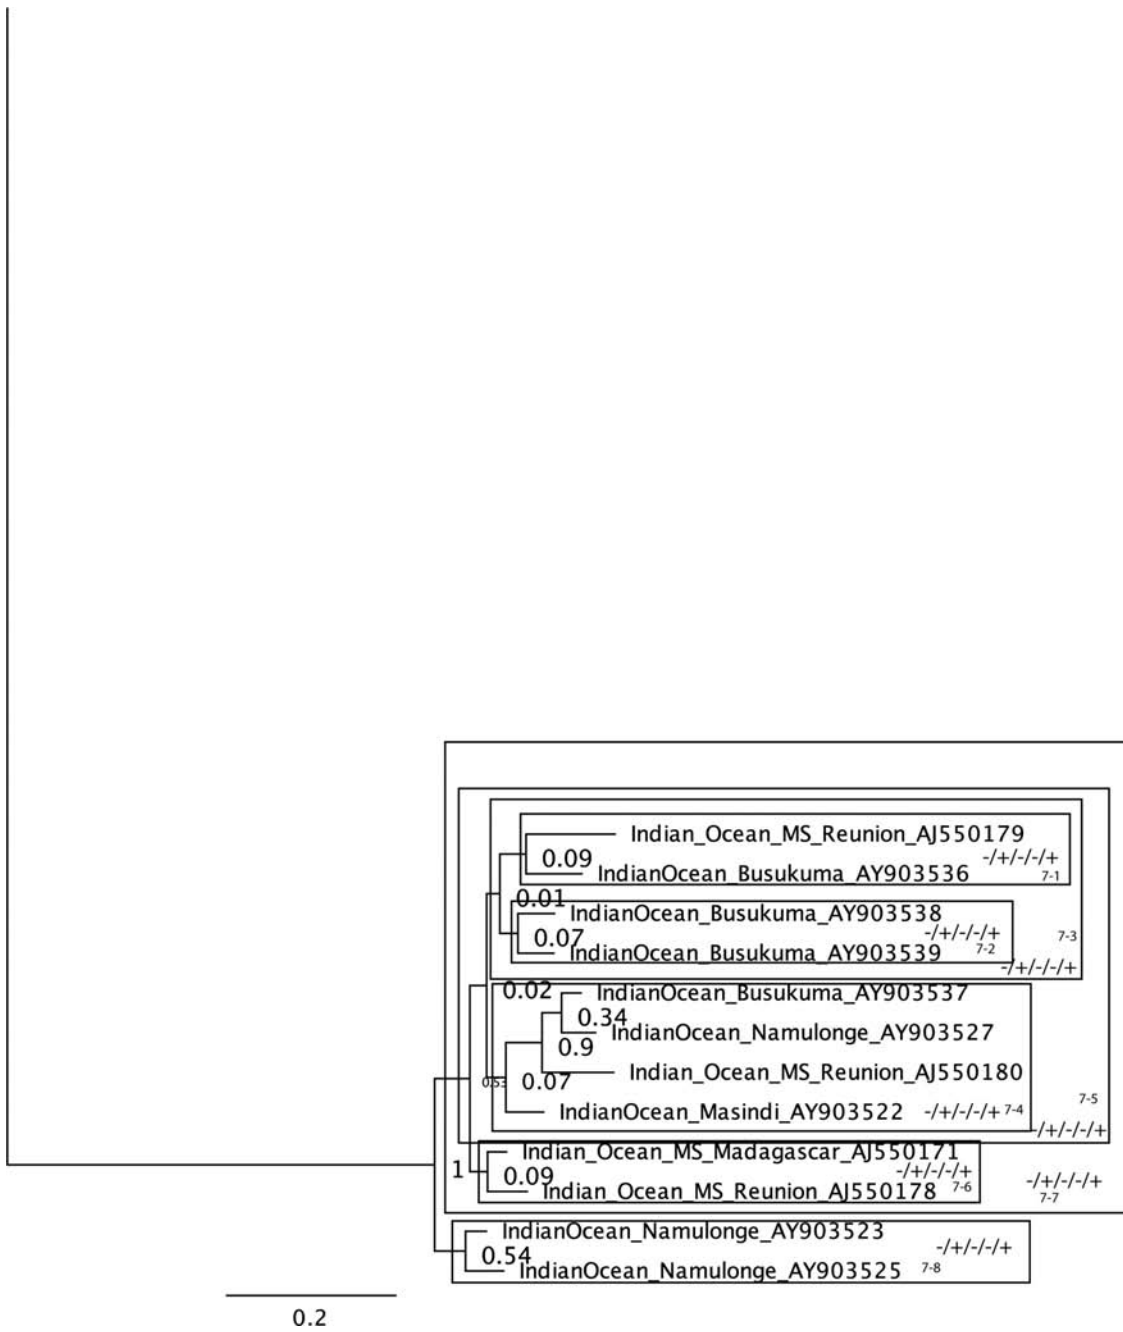 Indian_Ocean_MS_Reunion_AJ550179
-/+/-/-/+
0.09
IndianOcean_Busukuma_AY903536
7-1
0.01
IndianOcean_Busukuma_AY903538
-/+/-/-/+
7-3
0.07
IndianOcean_Busukuma_AY903539
7-2
-/+/-/-/+
0.02
IndianOcean_Busukuma_AY903537
0.34
IndianOcean_Namulonge_AY903527
0.9
Indian_Ocean_MS_Reunion_AJ550180
0.53
0.07
7-5
IndianOcean_Masindi_AY903522
-/+/-/-/+ 7-4
-/+/-/-/+
Indian_Ocean_MS_Madagascar_AJ550171
1
0.09
-/+/-/-/+
-/+/-/-/+
Indian_Ocean_MS_Reunion_AJ550178
7-6
7-7
IndianOcean_Namulonge_AY903523
-/+/-/-/+
0.54
IndianOcean_Namulonge_AY903525
7-8
0.2